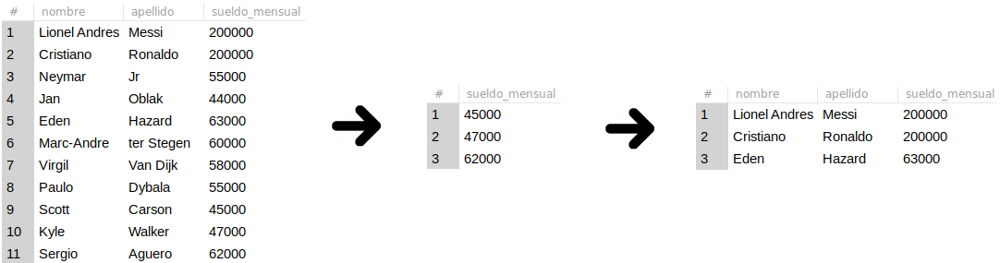 # nombre apellido sueldo_mensual
1 Lionel Andres Messi 200000
2 Cristiano Ronaldo 200000
3 Neymar Jr 55000
4 Jan Oblak 44000
5 Eden Hazard 63000
6 Marc-Andre ter Stegen 60000
7 Virgil Van Dijk 58000
8 Paulo Dybala 55000
9 Scott Carson 45000
10 Kyle Walker 47000
11 Sergio Aguero 62000
# sueldo_mensual
1 45000
2 47000
3 62000
# nombre apellido sueldo_mensual
1 Lionel Andres Messi 200000
2 Cristiano Ronaldo 200000
3 Eden Hazard 63000